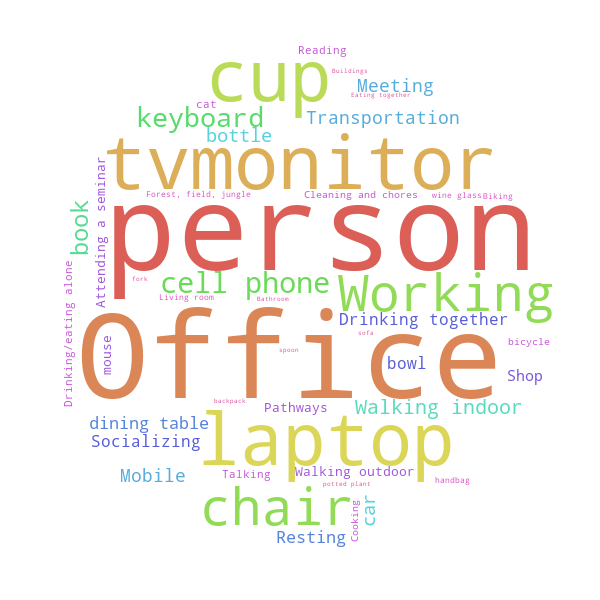 Reading
cup
Buildings
Meeting
Eating together
cat
keyboard
Transportation
bottle
tvmonitor
Attending a seminar
Forest, field, jungle
Cleaning and chores
wine glass
Biking
book
person
Drinking/eating alone
fork
cell phone
Working
Living room
Bathroom
Office
Drinking together
sofa
bicycle
mouse
spoon
bowl
Shop
backpack
Pathways
Walking indoor
dining table
laptop
Socializing
Mobile
Talking
Walking outdoor
handbag
potted plant
chair
Cooking
car
Resting